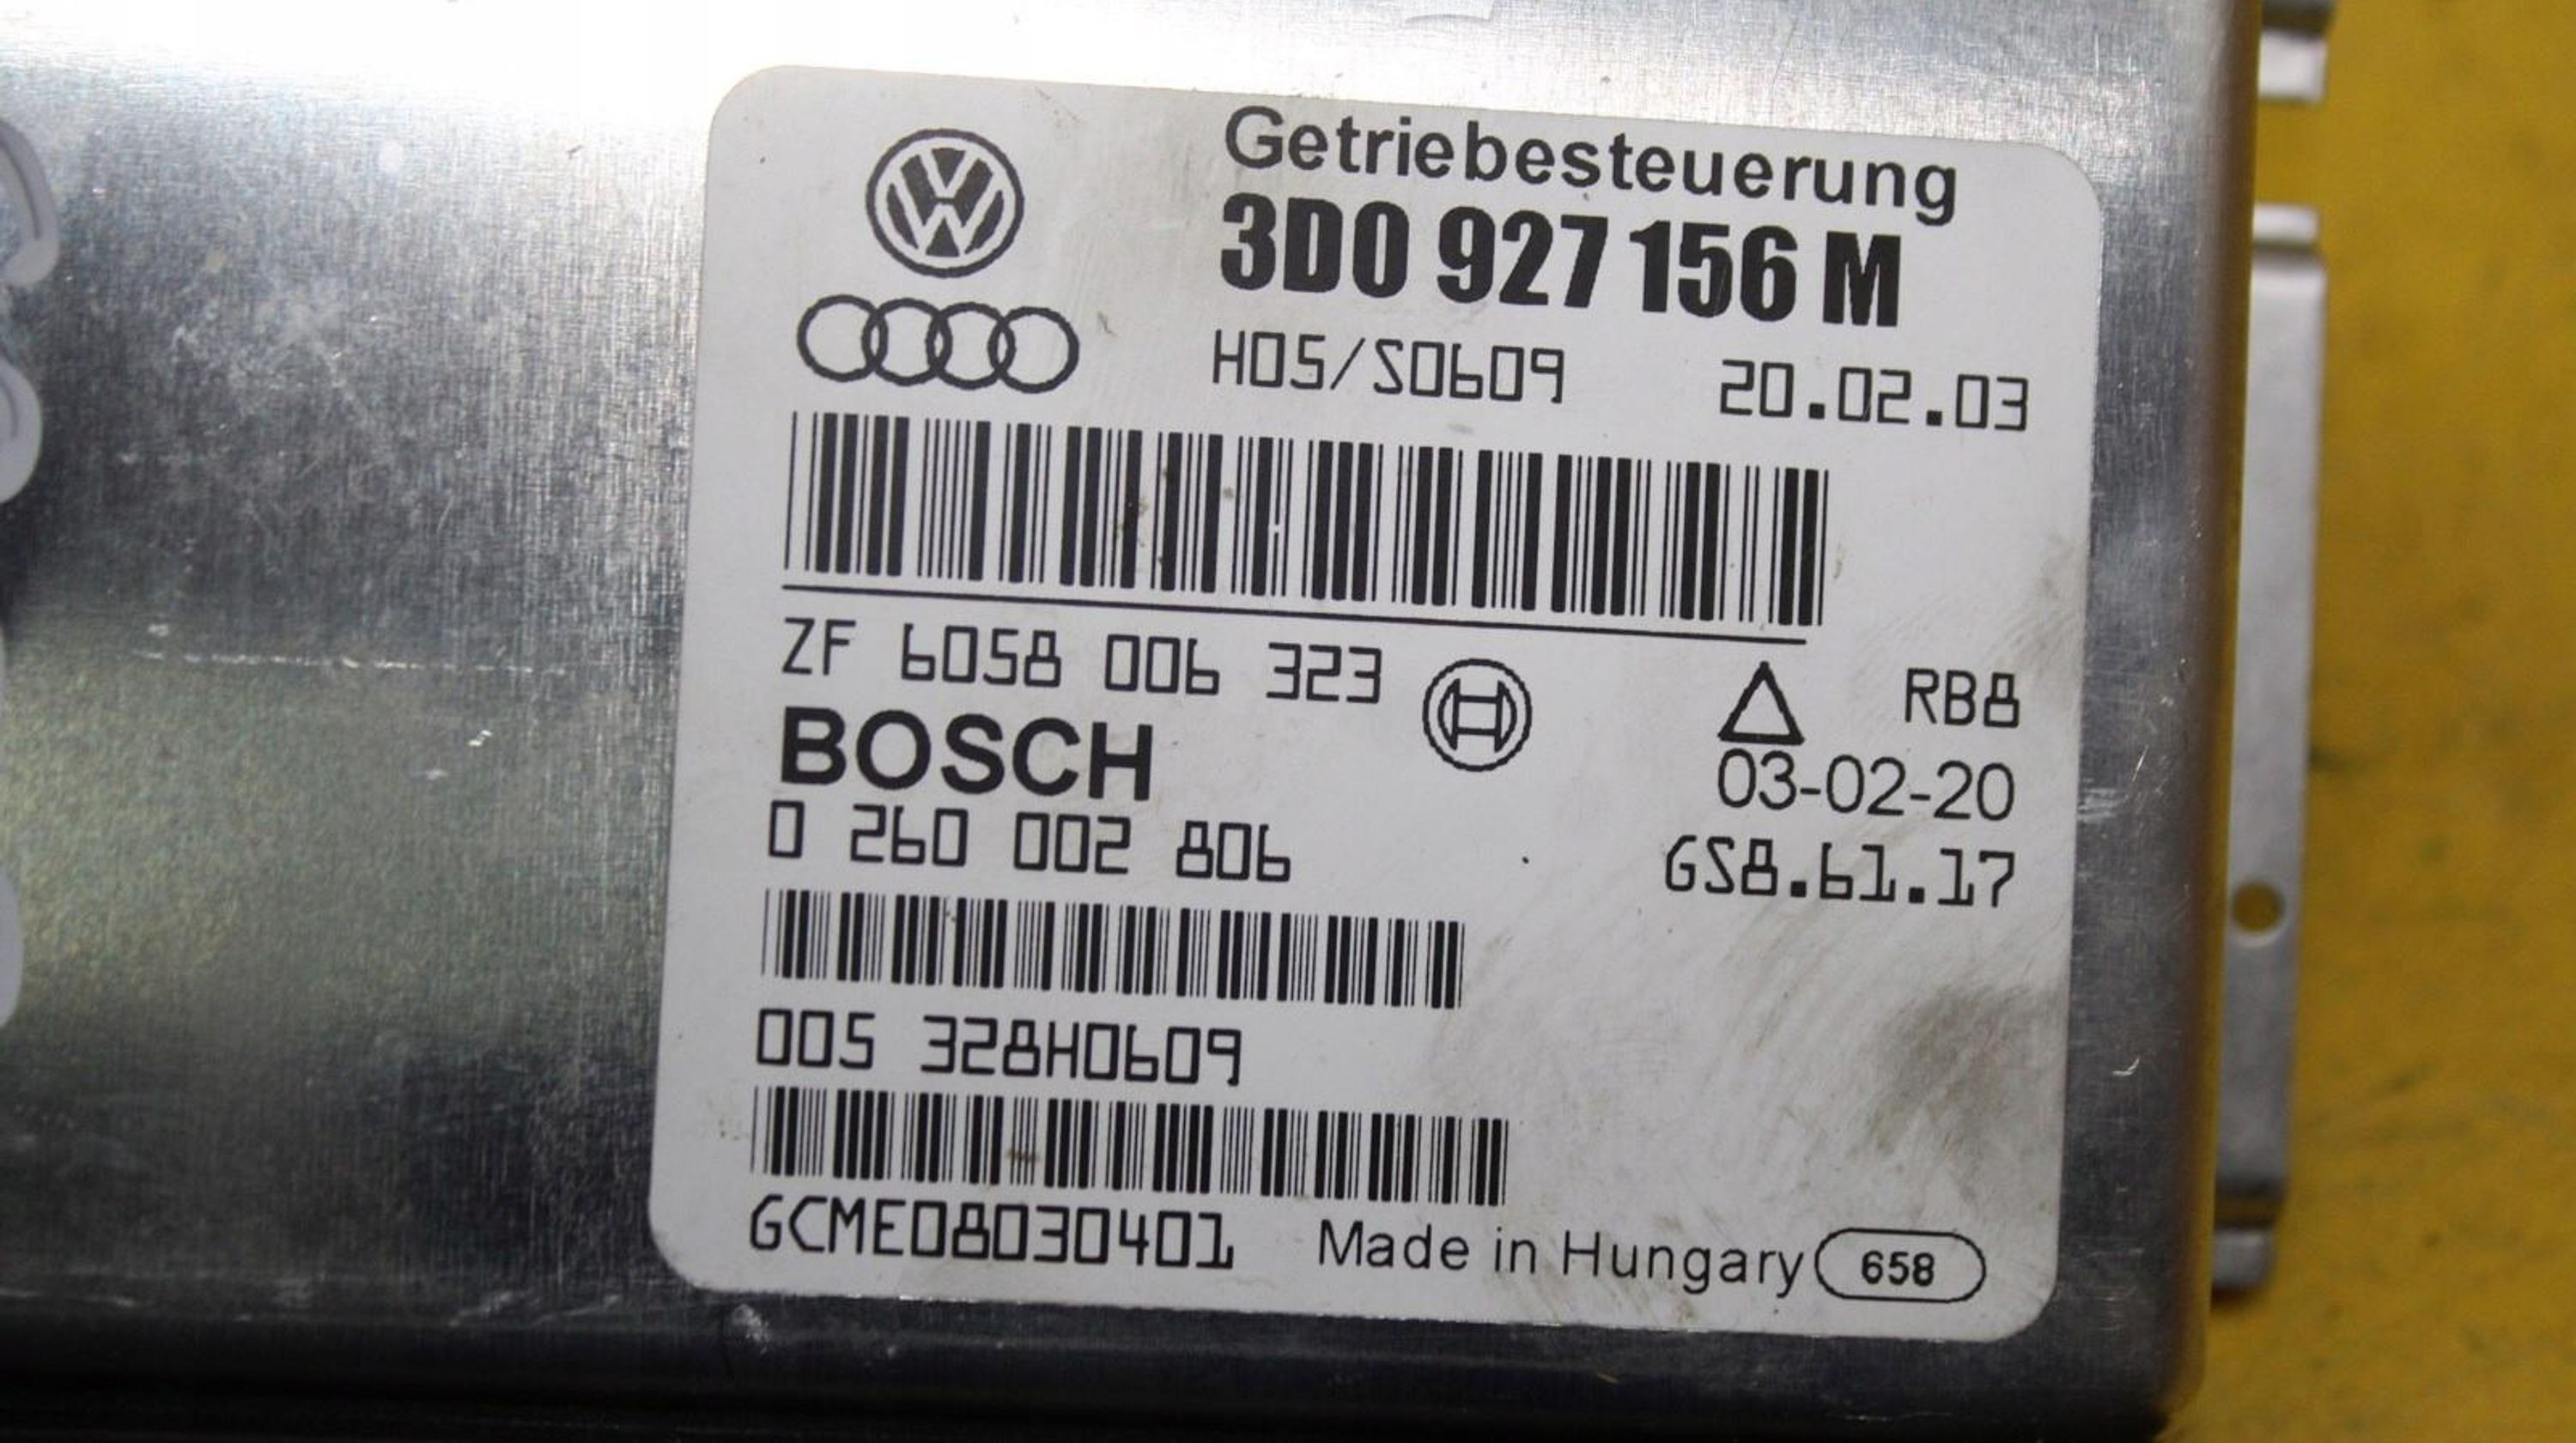 Getriebesteuerung
3D0 927 156 M
H05/S0609 20.02.03
ZF 6058 006 323
RB8
BOSCH
03-02-20
0 260 002 806
GS8.61.17
005 328H0609
GCME08030401 Made in Hungary 658